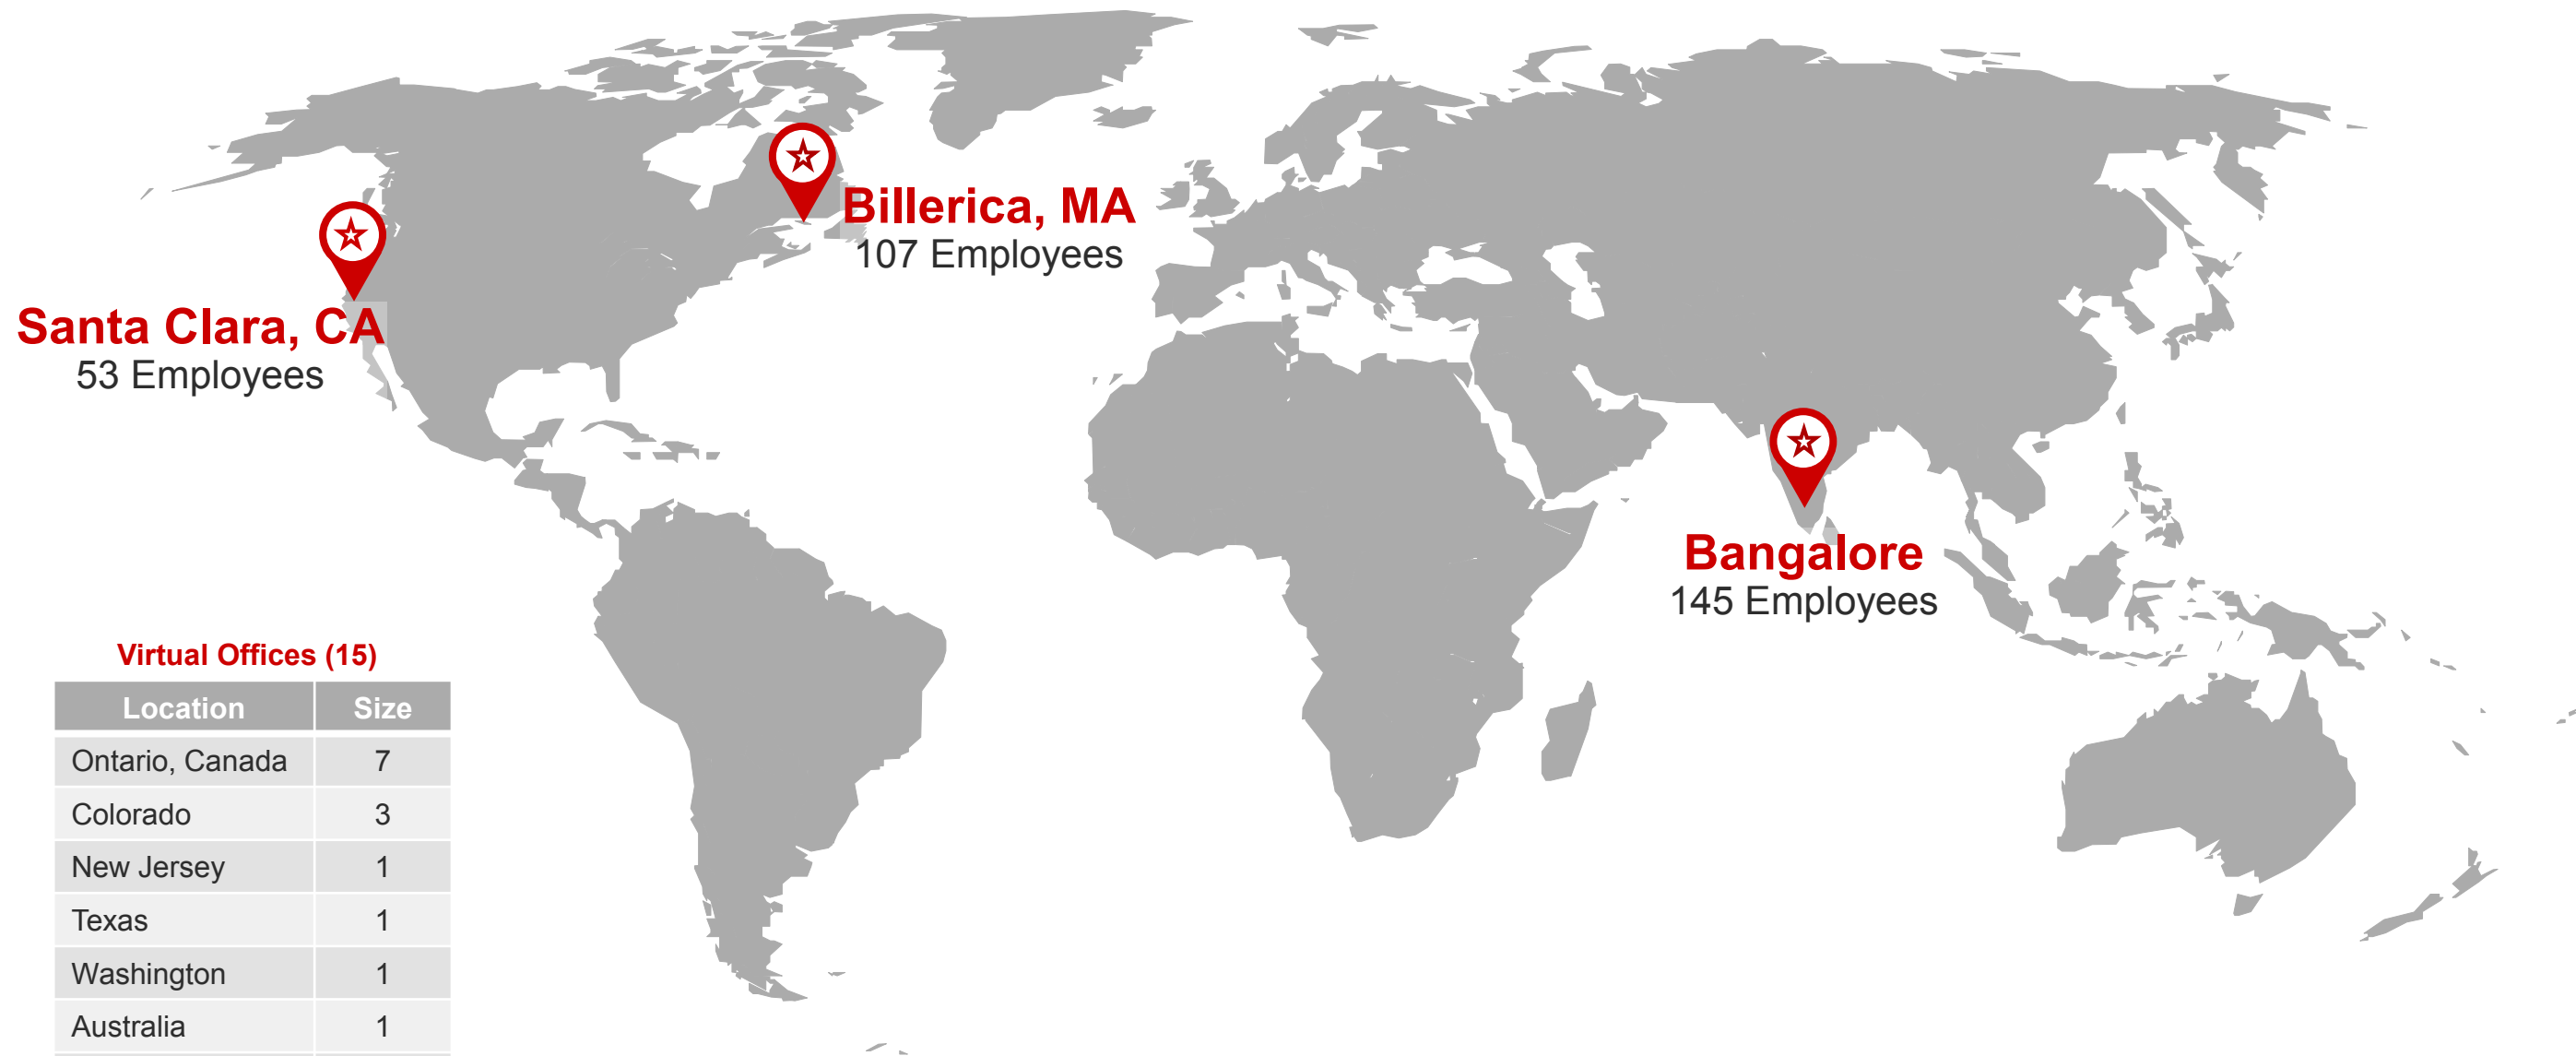 Billerica, MA
107 Employees
Santa Clara, CA
53 Employees
Bangalore
145 Employees
Virtual Offices (15)
Location Size
Ontario, Canada 7
Colorado 3
New Jersey 1
Texas 1
Washington 1
Australia 1